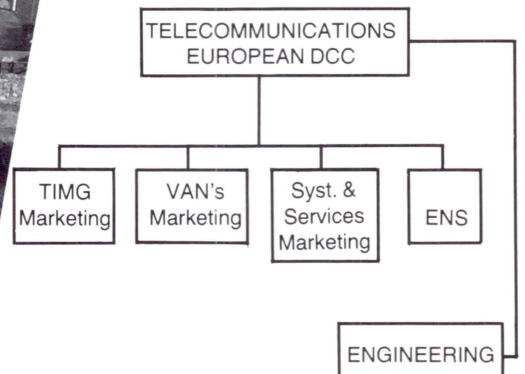 TELECOMMUNICATIONS
EUROPEAN DCC
TIMG
Marketing
VAN's
Marketing
Syst. &
Services
Marketing
ENS
ENGINEERING